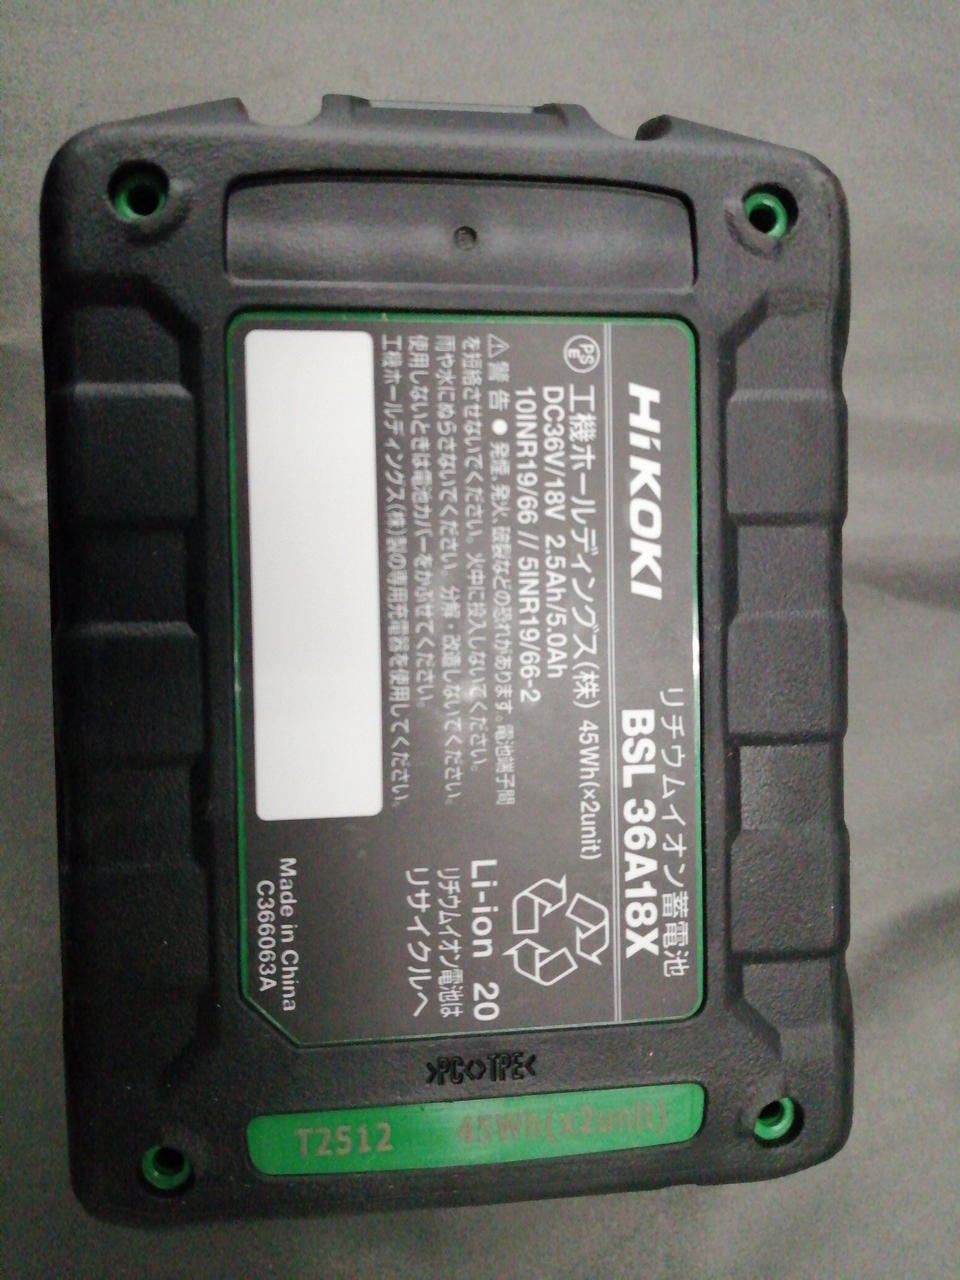 HiKOKI
リチウムイオン蓄電池
BSL 36A18X
PSE
工機ホールディングス(株) 45Wh(x2unit)
DC36V/18V 2.5Ah/5.0Ah
10INR19/66 // 5INR19/66-2
⚠警告 ● 発煙、発火、破裂などの恐れがあります。電池端子間
を短絡させないでください。火中に投入しないでください。
雨や水にぬらさないでください。分解・改造しないでください。
使用しないときは電池カバーをかぶせてください。
工機ホールディングス(株)製の専用充電器を使用してください。
Li-ion 20
リチウムイオン電池は
リサイクルへ
Made in China
C366063A
>PC<>TPE<
T2512 45Wh(x2unit)